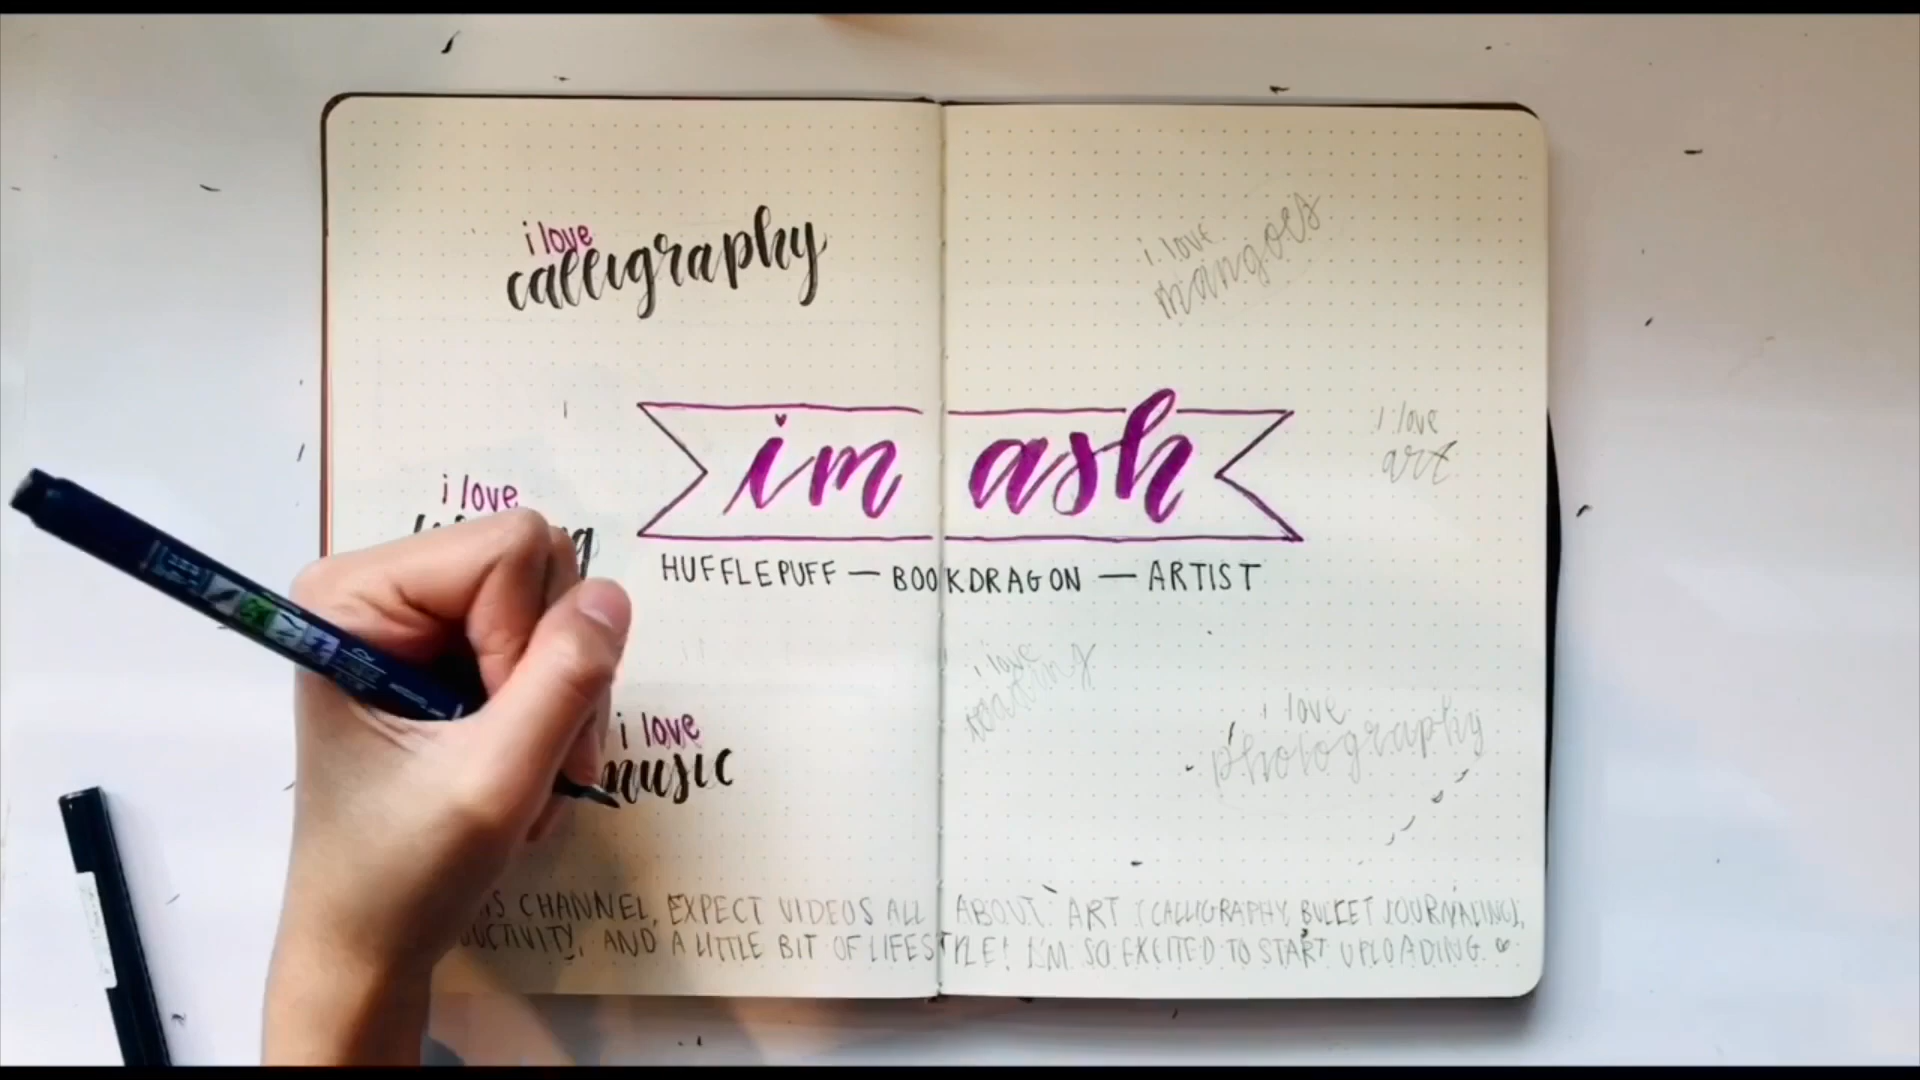 i love
calligraphy
i love
mangoes
im ash
HUFFLEPUFF — BOOKDRAGON — ARTIST
i love
art
i love
i love
music
i love
reading
i love
photography
CHANNEL, EXPECT VIDEOS ALL ABOUT: ART (CALLIGRAPHY, BULLET JOURNALING),
AND A LITTLE BIT OF LIFESTYLE! I'M SO EXCITED TO START UPLOADING.